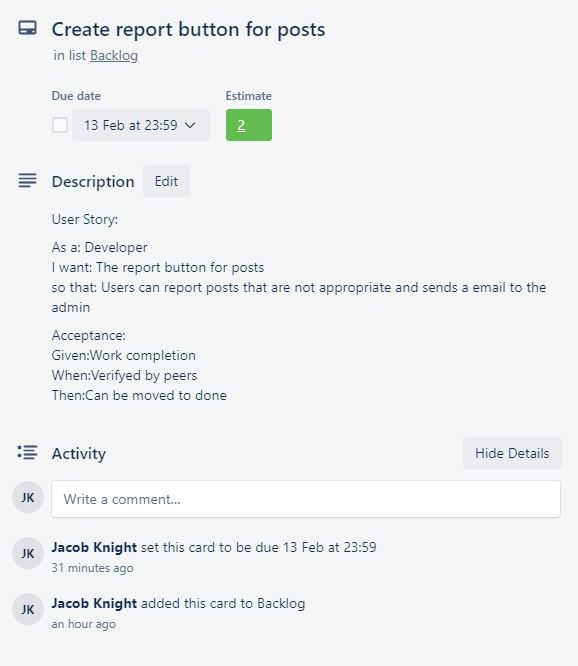 Create report button for posts
in list Backlog
Due date
Estimate
13 Feb at 23:59
2
Description
Edit
User Story:
As a: Developer
I want: The report button for posts
so that: Users can report posts that are not appropriate and sends a email to the
admin
Acceptance:
Given:Work completion
When:Verifyed by peers
Then:Can be moved to done
Activity
Hide Details
JK
Write a comment...
JK
Jacob Knight set this card to be due 13 Feb at 23:59
31 minutes ago
JK
Jacob Knight added this card to Backlog
an hour ago